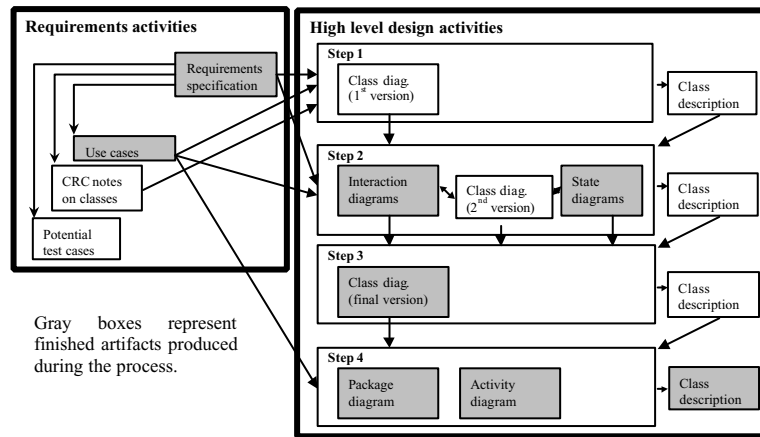 Requirements activities
Requirements
specification
Use cases
CRC notes
on classes
Potential
test cases
Gray boxes represent
finished artifacts produced
during the process.
High level design activities
Step 1
Class diag.
(1st version)
Class
description
Step 2
Interaction
diagrams
Class diag.
(2nd version)
State
diagrams
Class
description
Step 3
Class diag.
(final version)
Class
description
Step 4
Package
diagram
Activity
diagram
Class
description